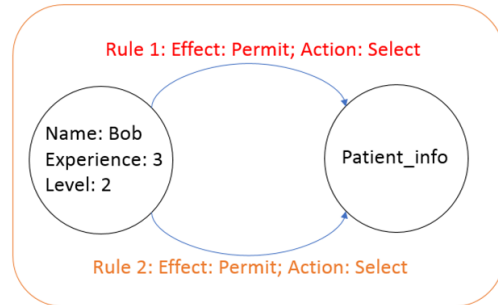 Rule 1: Effect: Permit; Action: Select
Name: Bob
Experience: 3
Level: 2
Patient_info
Rule 2: Effect: Permit; Action: Select